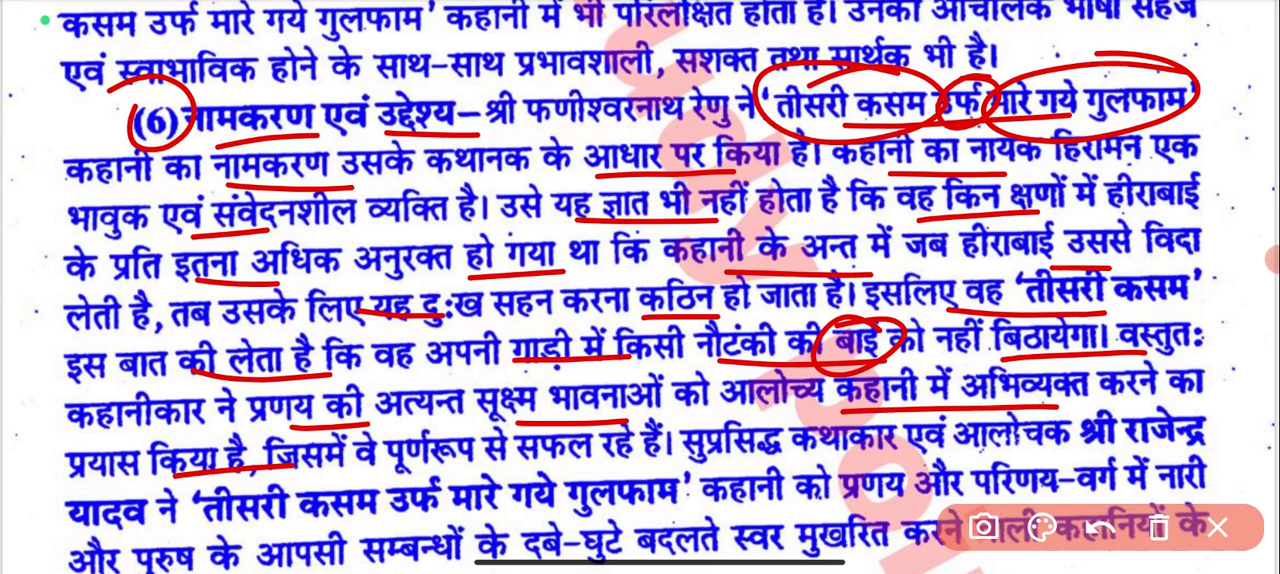 कसम उर्फ मारे गये गुलफाम' कहानी में भी परिलक्षित होता है। उनकी आंचलिक भाषा सहज
एवं स्वाभाविक होने के साथ-साथ प्रभावशाली, सशक्त तथा सार्थक भी है।
(6) नामकरण एवं उद्देश्य–श्री फणीश्वरनाथ रेणु ने 'तीसरी कसम उर्फ मारे गये गुलफाम'
कहानी का नामकरण उसके कथानक के आधार पर किया है। कहानी का नायक हिरामन एक
भावुक एवं संवेदनशील व्यक्ति है। उसे यह ज्ञात भी नहीं होता है कि वह किन क्षणों में हीराबाई
के प्रति इतना अधिक अनुरक्त हो गया था कि कहानी के अन्त में जब हीराबाई उससे विदा
लेती है, तब उसके लिए यह दुःख सहन करना कठिन हो जाता है। इसलिए वह 'तीसरी कसम'
इस बात की लेता है कि वह अपनी गाड़ी में किसी नौटंकी की बाई को नहीं बिठायेगा। वस्तुतः
कहानीकार ने प्रणय की अत्यन्त सूक्ष्म भावनाओं को आलोच्य कहानी में अभिव्यक्त करने का
प्रयास किया है, जिसमें वे पूर्णरूप से सफल रहे हैं। सुप्रसिद्ध कथाकार एवं आलोचक श्री राजेन्द्र
यादव ने 'तीसरी कसम उर्फ मारे गये गुलफाम' कहानी को प्रणय और परिणय-वर्ग में नारी
और पुरुष के आपसी सम्बन्धों के दबे-घुटे बदलते स्वर मुखरित करने वाली कहानियों के